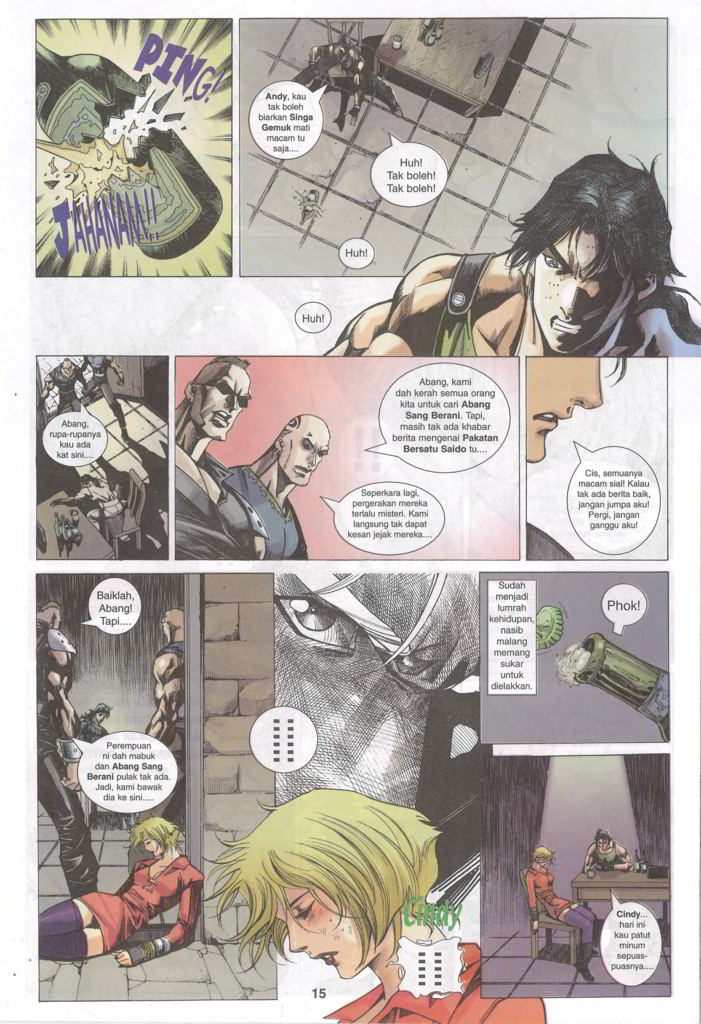 PING!
JAHANAM!!
Andy, kau
tak boleh
biarkan Singa
Gemuk mati
macam tu
saja....
Huh!
Tak boleh!
Tak boleh!
Huh!
Huh!
Abang,
rupa-rupanya
kau ada
kat sini....
Abang, kami
dah kerah semua orang
kita untuk cari Abang
Sang Berani. Tapi,
masih tak ada khabar
berita mengenai Pakatan
Bersatu Saido tu....
Seperkara lagi,
pergerakan mereka
terlalu misteri. Kami
langsung tak dapat
kesan jejak mereka....
Cis, semuanya
macam sial! Kalau
tak ada berita baik,
jangan jumpa aku!
Pergi, jangan
ganggu aku!
Baiklah,
Abang!
Tapi....
Perempuan
ni dah mabuk
dan Abang Sang
Berani pulak tak ada.
Jadi, kami bawak
dia ke sini.....
Cindy
Sudah
menjadi
lumrah
kehidupan,
nasib
malang
memang
sukar
untuk
dielakkan.
Phok!
Cindy...
hari ini
kau patut
minum
sepuas-
puasnya....
15